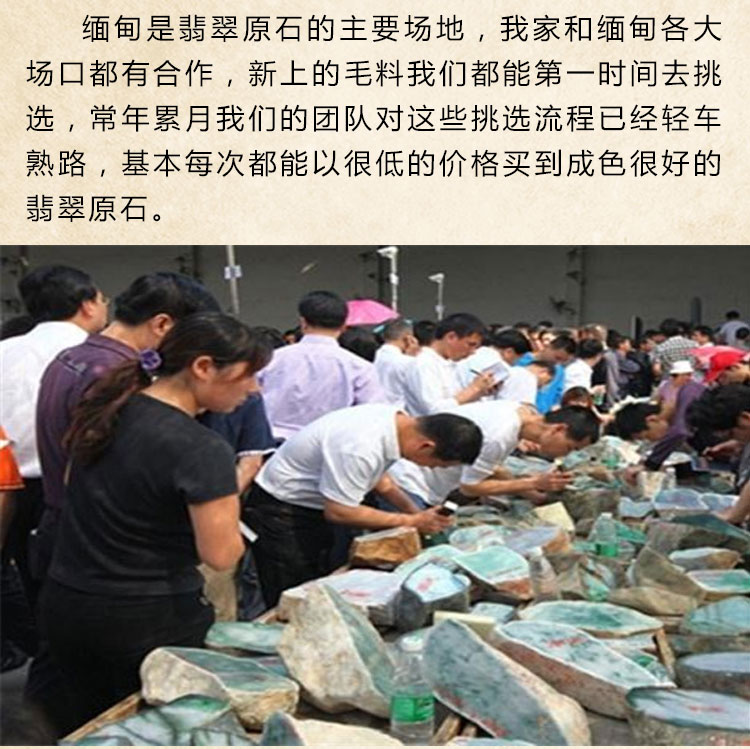 缅甸是翡翠原石的主要场地，我家和缅甸各大
场口都有合作，新上的毛料我们都能第一时间去挑
选，常年累月我们的团队对这些挑选流程已经轻车
熟路，基本每次都能以很低的价格买到成色很好的
翡翠原石。